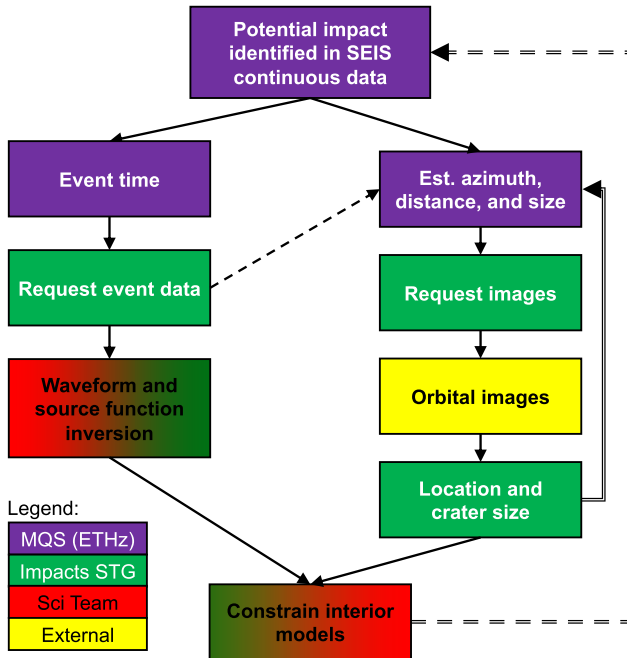 Potential impact
identified in SEIS
continuous data
Event time
Est. azimuth,
distance, and size
Request event data
Request images
Waveform and
source function
inversion
Orbital images
Location and
crater size
Legend:
MQS (ETHz)
Impacts STG
Sci Team
External
Constrain interior
models